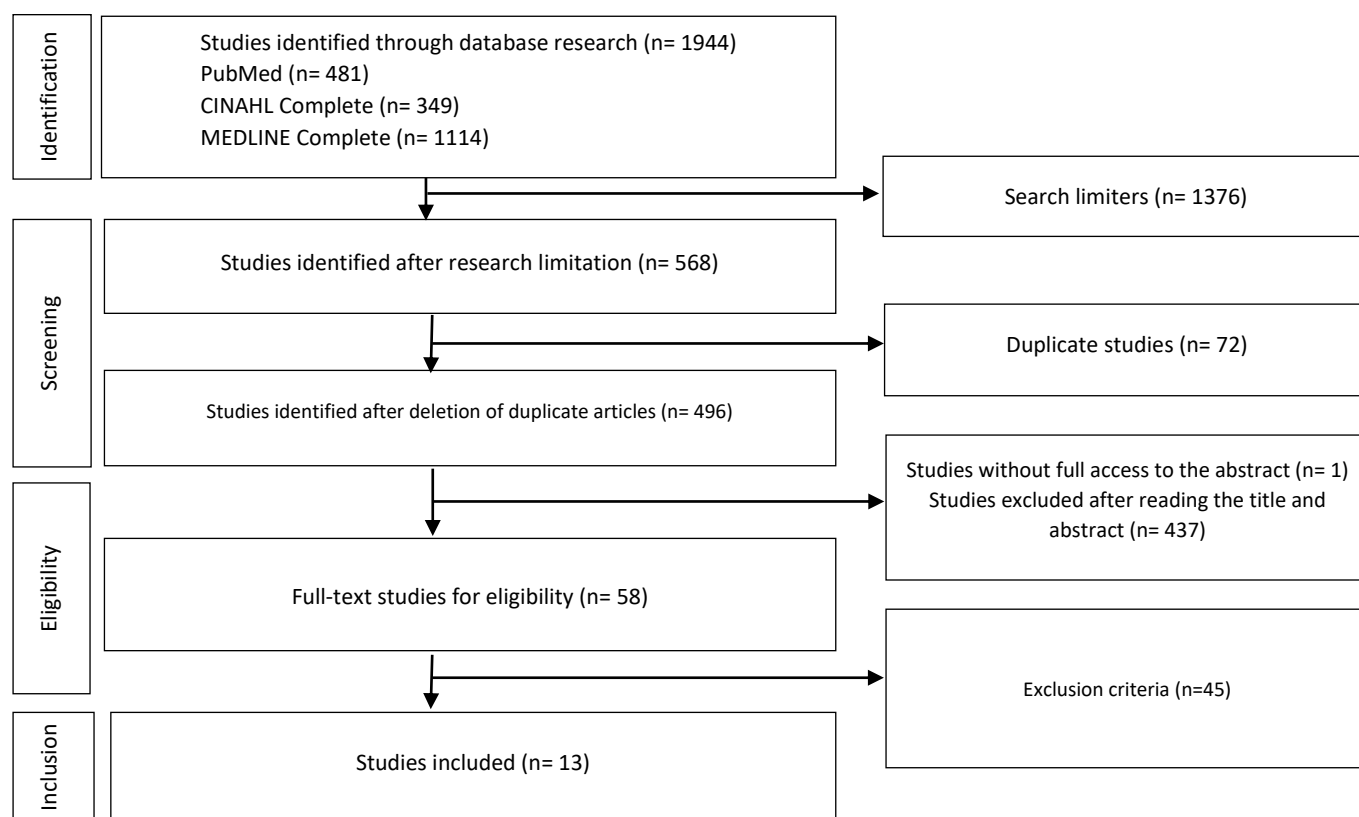 Identification
Studies identified through database research (n= 1944)
PubMed (n= 481)
CINAHL Complete (n= 349)
MEDLINE Complete (n= 1114)
Search limiters (n= 1376)
Screening
Studies identified after research limitation (n= 568)
Duplicate studies (n= 72)
Studies identified after deletion of duplicate articles (n= 496)
Studies without full access to the abstract (n= 1)
Studies excluded after reading the title and
abstract (n= 437)
Eligibility
Full-text studies for eligibility (n= 58)
Exclusion criteria (n=45)
Inclusion
Studies included (n= 13)